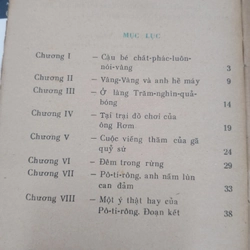 MỤC LỤC
Chương I – Cậu bé chất-phác-luôn-
nói-vâng 3
Chương II – Vâng-Vâng và anh hề máy 9
Chương III – Ở làng Trăm-nghìn-quả-
bóng 14
Chương IV – Tại trại đồ chơi của
ông Rơm 19
Chương V – Cuộc viếng thăm của gã
quỷ sứ 24
Chương VI – Đêm trong rừng 29
Chương VII – Pô-ti-rông, anh nấm lùn
can đảm 33
Chương VIII – Một ý thật hay của
Pô-ti-rông. Đoạn kết 38